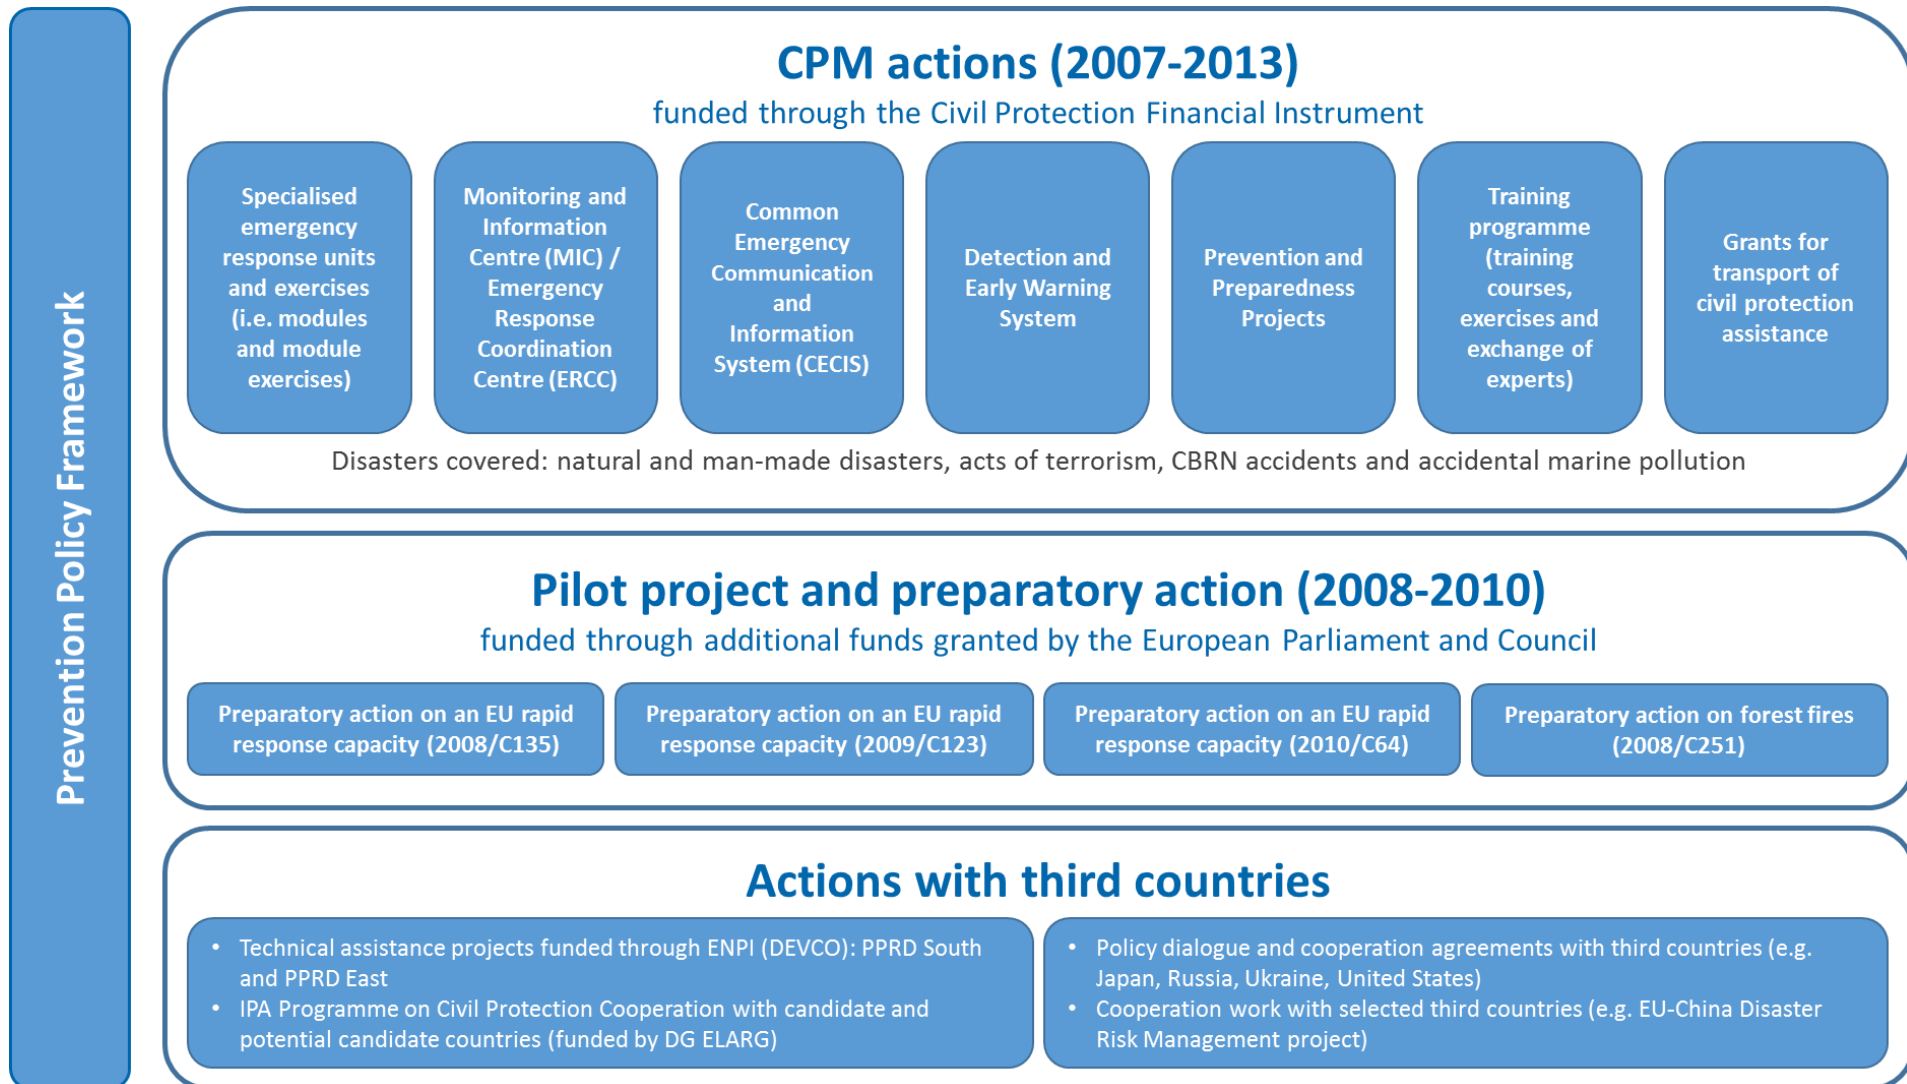 Prevention Policy Framework
CPM actions (2007-2013)
funded through the Civil Protection Financial Instrument
Specialised
emergency
response units
and exercises
(i.e. modules
and module
exercises)
Monitoring and
Information
Centre (MIC) /
Emergency
Response
Coordination
Centre (ERCC)
Common
Emergency
Communication
and
Information
System (CECIS)
Detection and
Early Warning
System
Prevention and
Preparedness
Projects
Training
programme
(training
courses,
exercises and
exchange of
experts)
Grants for
transport of
civil protection
assistance
Disasters covered: natural and man-made disasters, acts of terrorism, CBRN accidents and accidental marine pollution
Pilot project and preparatory action (2008-2010)
funded through additional funds granted by the European Parliament and Council
Preparatory action on an EU rapid
response capacity (2008/C135)
Preparatory action on an EU rapid
response capacity (2009/C123)
Preparatory action on an EU rapid
response capacity (2010/C64)
Preparatory action on forest fires
(2008/C251)
Actions with third countries
• Technical assistance projects funded through ENPI (DEVCO): PPRD South
and PPRD East
• IPA Programme on Civil Protection Cooperation with candidate and
potential candidate countries (funded by DG ELARG)
• Policy dialogue and cooperation agreements with third countries (e.g.
Japan, Russia, Ukraine, United States)
• Cooperation work with selected third countries (e.g. EU-China Disaster
Risk Management project)